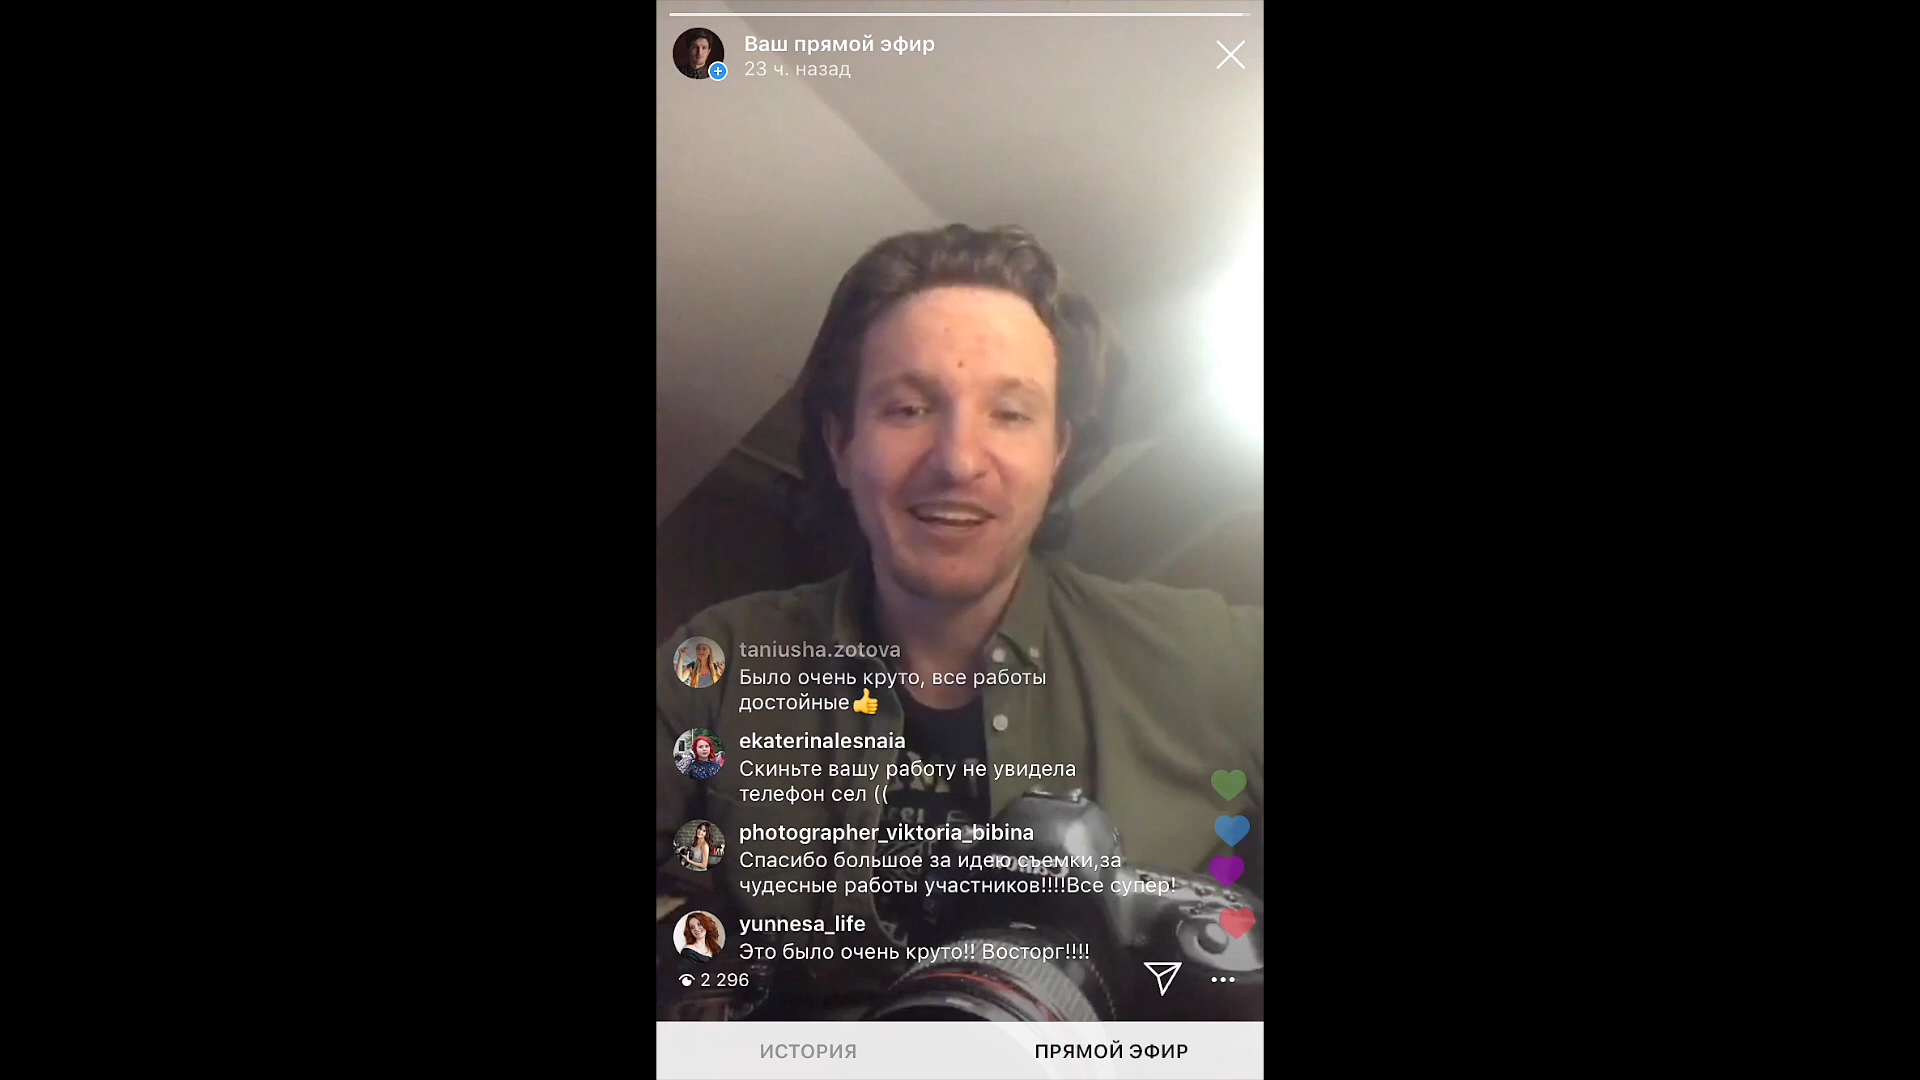 Ваш прямой эфир
23 ч. назад
taniusha.zotova
Было очень круто, все работы
достойные👍
ekaterinalesnaia
Скиньте вашу работу не увидела
телефон сел ((
photographer_viktoria_bibina
Спасибо большое за идею съемки,за
чудесные работы участников!!!!Все супер!
yunnesa_life
Это было очень круто!! Восторг!!!!
2 296
ИСТОРИЯ
ПРЯМОЙ ЭФИР